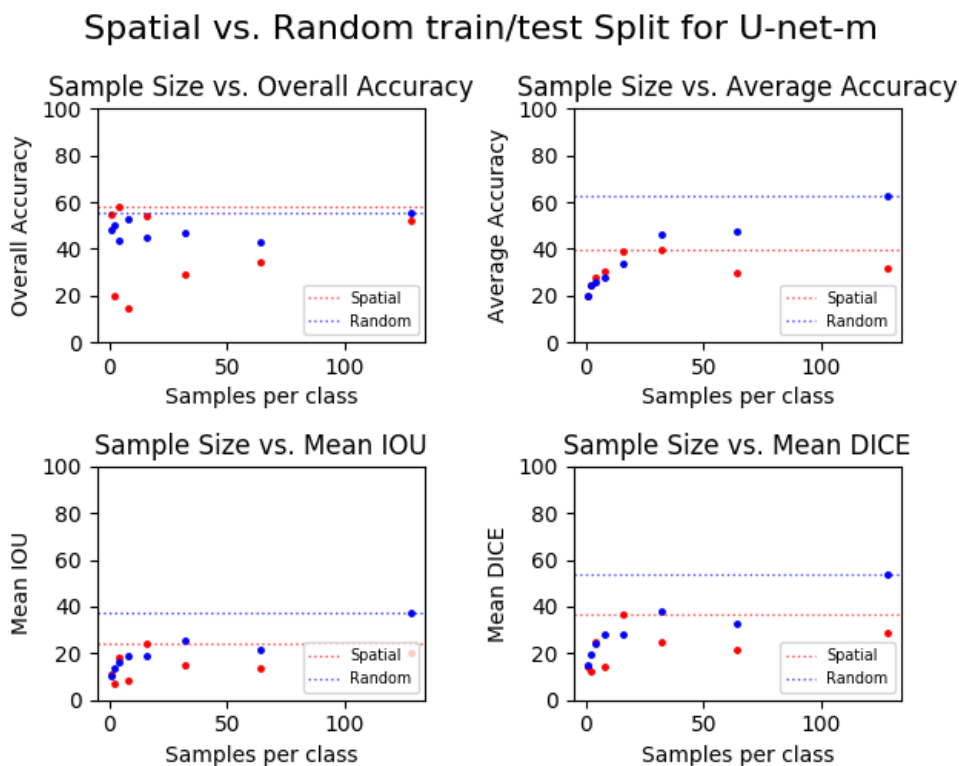 Spatial vs. Random train/test Split for U-net-m
Sample Size vs. Overall Accuracy
100
80
60
40
20
0
Overall Accuracy
Spatial
Random
0 50 100
Samples per class
Sample Size vs. Average Accuracy
100
80
60
40
20
0
Average Accuracy
Spatial
Random
0 50 100
Samples per class
Sample Size vs. Mean IOU
100
80
60
40
20
0
Mean IOU
Spatial
Random
0 50 100
Samples per class
Sample Size vs. Mean DICE
100
80
60
40
20
0
Mean DICE
Spatial
Random
0 50 100
Samples per class